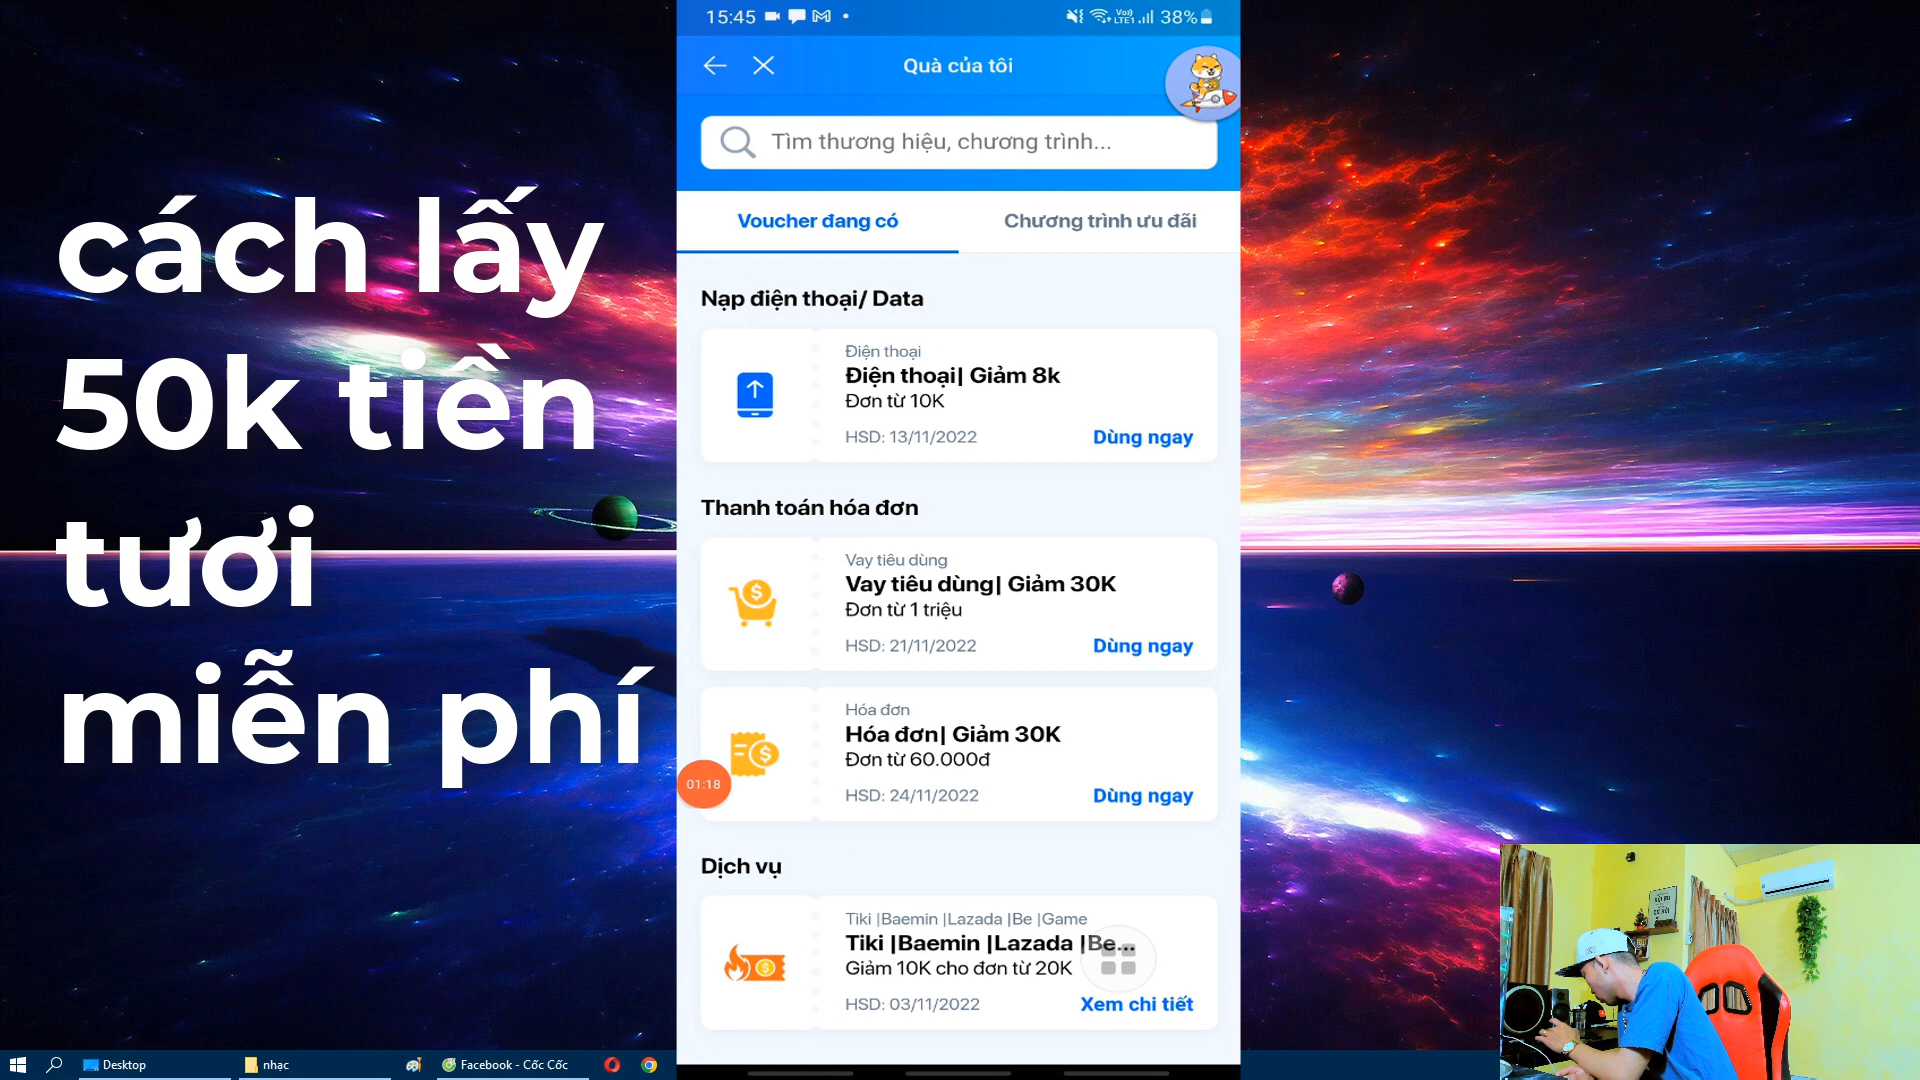 cách lấy
50k tiền
tươi
miễn phí
15:45
38%
Quà của tôi
Tìm thương hiệu, chương trình...
Voucher đang có
Chương trình ưu đãi
Nạp điện thoại/ Data
Điện thoại
Điện thoại| Giảm 8k
Đơn từ 10K
HSD: 13/11/2022
Dùng ngay
Thanh toán hóa đơn
Vay tiêu dùng
Vay tiêu dùng| Giảm 30K
Đơn từ 1 triệu
HSD: 21/11/2022
Dùng ngay
Hóa đơn
Hóa đơn| Giảm 30K
Đơn từ 60.000đ
HSD: 24/11/2022
Dùng ngay
01:18
Dịch vụ
Tiki |Baemin |Lazada |Be |Game
Tiki |Baemin |Lazada |Be...
Giảm 10K cho đơn từ 20K
HSD: 03/11/2022
Xem chi tiết
Desktop
nhạc
Facebook - Cốc Cốc